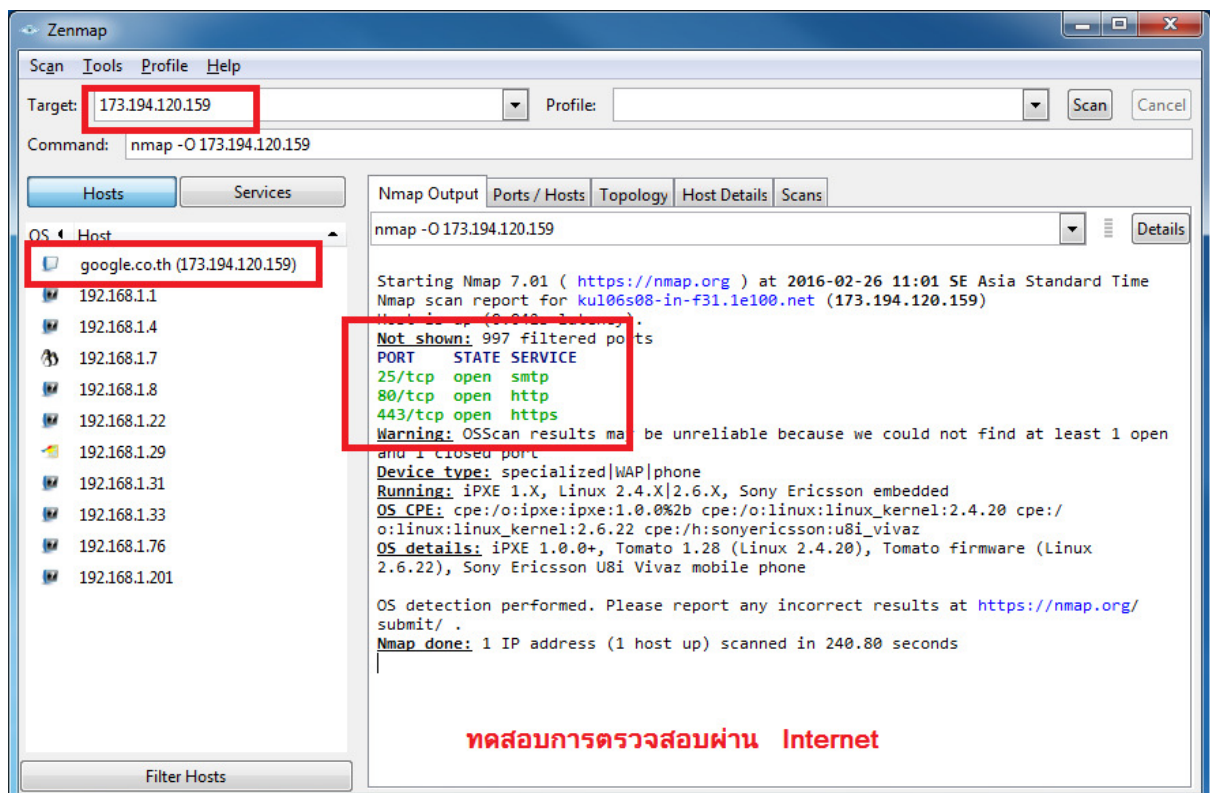 Zenmap
Scan Tools Profile Help
Target: 173.194.120.159 Profile: Scan Cancel
Command: nmap -O 173.194.120.159
Hosts Services
OS Host
google.co.th (173.194.120.159)
192.168.1.1
192.168.1.4
192.168.1.7
192.168.1.8
192.168.1.22
192.168.1.29
192.168.1.31
192.168.1.33
192.168.1.76
192.168.1.201
Filter Hosts
Nmap Output Ports / Hosts Topology Host Details Scans
nmap -O 173.194.120.159 Details
Starting Nmap 7.01 ( https://nmap.org ) at 2016-02-26 11:01 SE Asia Standard Time
Nmap scan report for kul06s08-in-f31.1e100.net (173.194.120.159)
Host is up latency).
Not shown: 997 filtered ports
PORT STATE SERVICE
25/tcp open smtp
80/tcp open http
443/tcp open https
Warning: OSScan results may be unreliable because we could not find at least 1 open
and 1 closed port
Device type: specialized|WAP|phone
Running: iPXE 1.X, Linux 2.4.X|2.6.X, Sony Ericsson embedded
OS CPE: cpe:/o:ipxe:ipxe:1.0.0%2b cpe:/o:linux:linux_kernel:2.4.20 cpe:/
o:linux:linux_kernel:2.6.22 cpe:/h:sonyericsson:u8i_vivaz
OS details: iPXE 1.0.0+, Tomato 1.28 (Linux 2.4.20), Tomato firmware (Linux
2.6.22), Sony Ericsson U8i Vivaz mobile phone
OS detection performed. Please report any incorrect results at https://nmap.org/
submit/ .
Nmap done: 1 IP address (1 host up) scanned in 240.80 seconds
ทดสอบการตรวจสอบผ่าน Internet